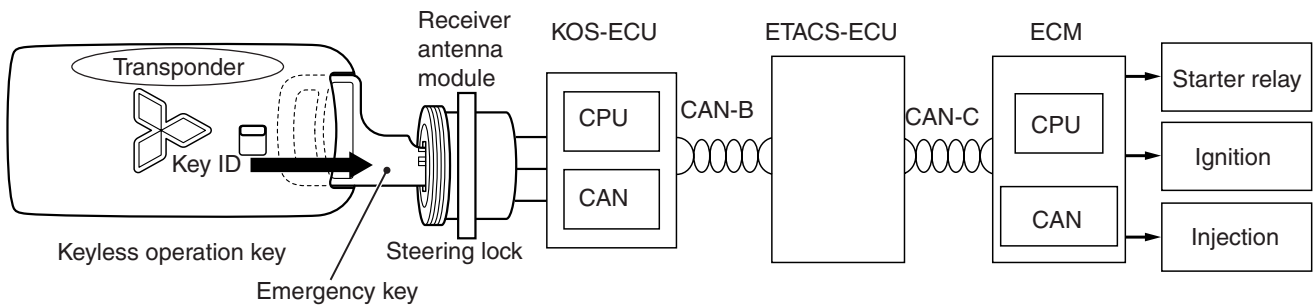 Receiver
antenna
module
KOS-ECU
ETACS-ECU
ECM
Transponder
Starter relay
CPU
CAN-B
CAN-C
CPU
Key ID
Ignition
CAN
CAN
Keyless operation key
Steering lock
Injection
Emergency key